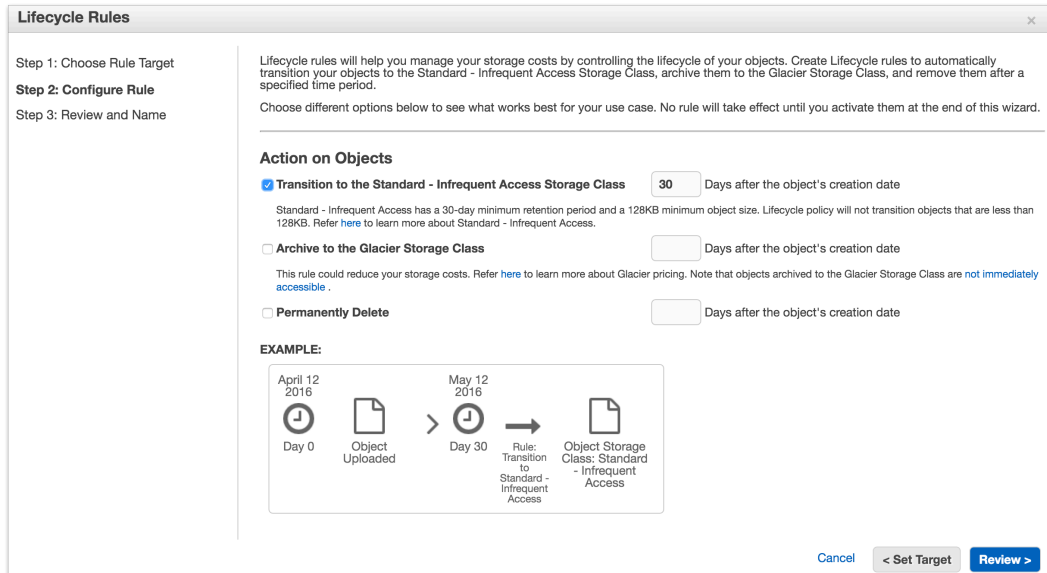 Lifecycle Rules
×
Step 1: Choose Rule Target
Step 2: Configure Rule
Step 3: Review and Name
Lifecycle rules will help you manage your storage costs by controlling the lifecycle of your objects. Create Lifecycle rules to automatically
transition your objects to the Standard - Infrequent Access Storage Class, archive them to the Glacier Storage Class, and remove them after a
specified time period.
Choose different options below to see what works best for your use case. No rule will take effect until you activate them at the end of this wizard.
Action on Objects
Transition to the Standard - Infrequent Access Storage Class 30 Days after the object's creation date
Standard - Infrequent Access has a 30-day minimum retention period and a 128KB minimum object size. Lifecycle policy will not transition objects that are less than
128KB. Refer here to learn more about Standard - Infrequent Access.
Archive to the Glacier Storage Class Days after the object's creation date
This rule could reduce your storage costs. Refer here to learn more about Glacier pricing. Note that objects archived to the Glacier Storage Class are not immediately
accessible .
Permanently Delete Days after the object's creation date
EXAMPLE:
April 12
2016
Day 0
Object
Uploaded
May 12
2016
Day 30
Rule:
Transition
to
Standard -
Infrequent
Access
Object Storage
Class: Standard
- Infrequent
Access
Cancel
< Set Target
Review >